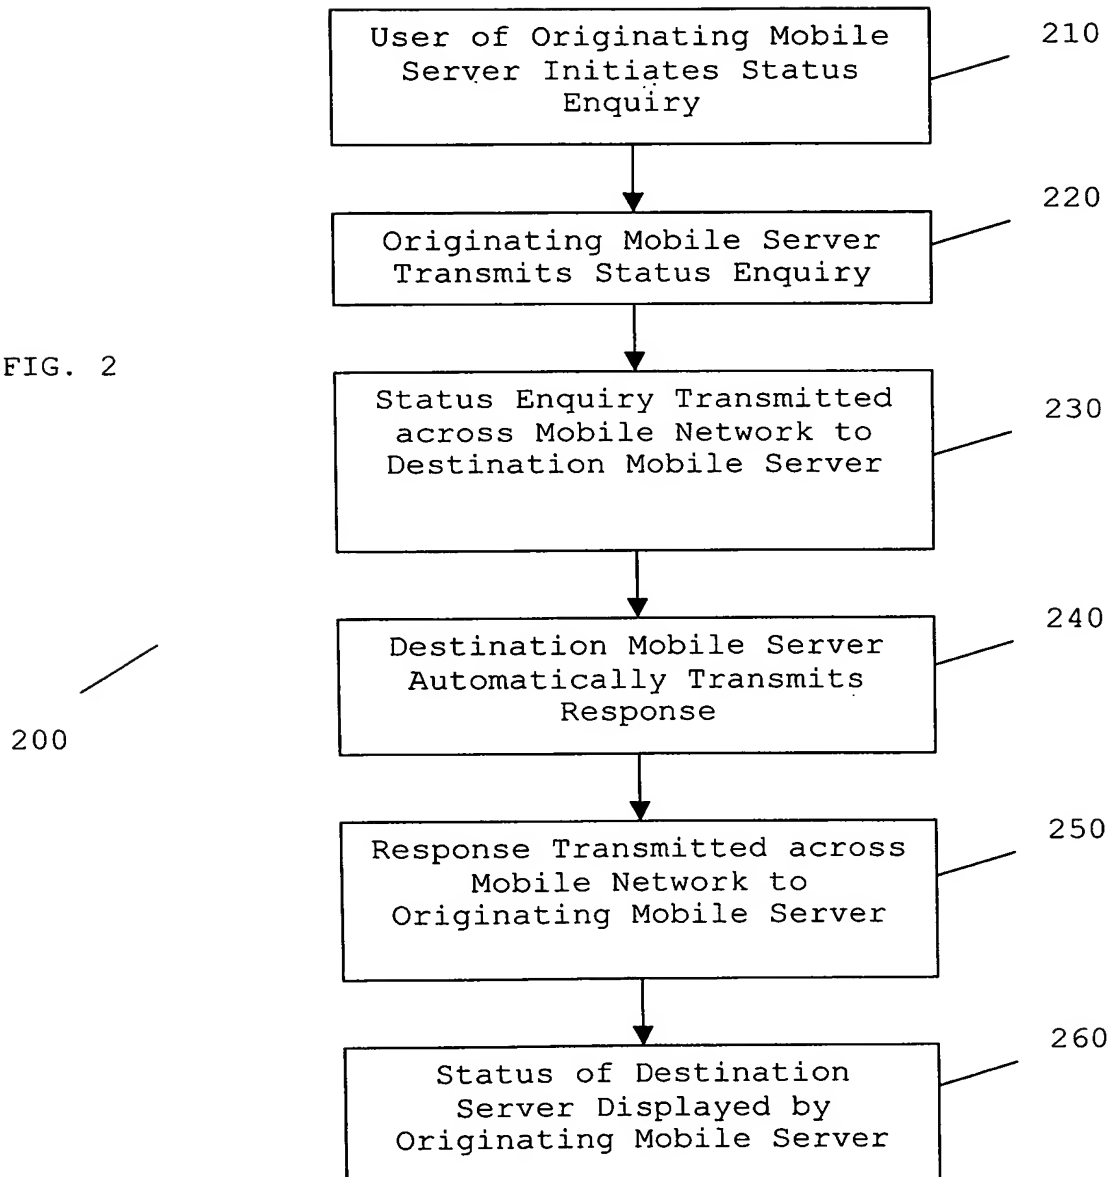 User of Originating Mobile
Server Initiates Status
Enquiry
210
Originating Mobile Server
Transmits Status Enquiry
220
FIG. 2
Status Enquiry Transmitted
across Mobile Network to
Destination Mobile Server
230
Destination Mobile Server
Automatically Transmits
Response
240
200
Response Transmitted across
Mobile Network to
Originating Mobile Server
250
Status of Destination
Server Displayed by
Originating Mobile Server
260